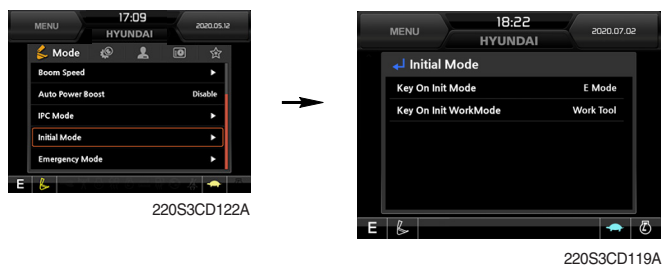 MENU
17:09
HYUNDAI
2020.05.12
Mode
Boom Speed
Auto Power Boost Disable
IPC Mode
Initial Mode
Emergency Mode
E
220S3CD122A
MENU
18:22
HYUNDAI
2020.07.02
Initial Mode
Key On Init Mode E Mode
Key On Init WorkMode Work Tool
E
220S3CD119A